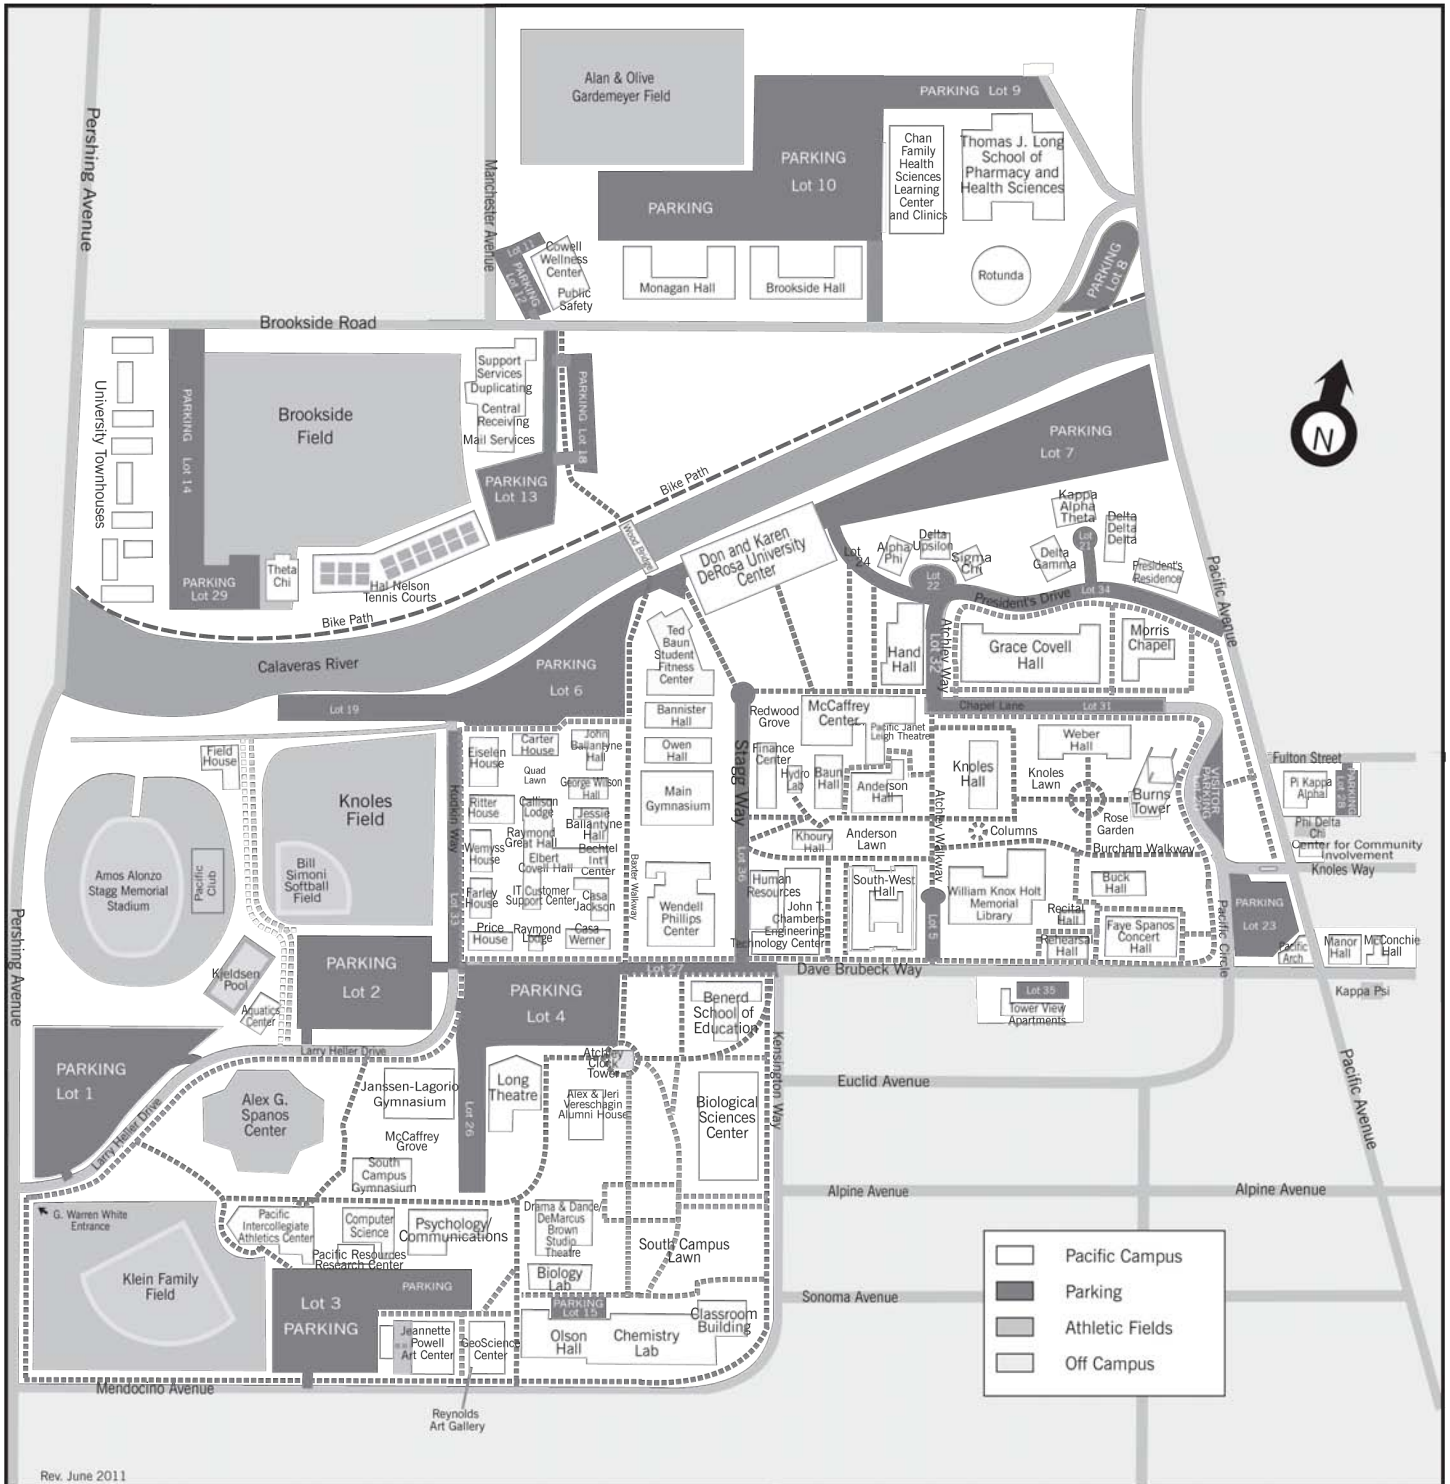 Alan & Olive
Gardemeyer Field
PARKING Lot 9
Chan
Family
Health
Sciences
Learning
Center
and Clinics
Thomas J. Long
School of
Pharmacy and
Health Sciences
PARKING
Lot 10
PARKING
Pershing Avenue
Manchester Avenue
Lot 11
PARKING
Lot 12
Cowell
Wellness
Center
Public
Safety
Monagan Hall
Brookside Hall
Rotunda
PARKING
Lot 8
Brookside Road
University Townhouses
PARKING Lot 14
Brookside
Field
Support
Services
Duplicating
Central
Receiving
Mail Services
PARKING Lot 18
PARKING
Lot 13
Bike Path
PARKING
Lot 7
N
Wood Bridge
Don and Karen
DeRosa University
Center
PARKING
Lot 29
Theta
Chi
Hal Nelson
Tennis Courts
Bike Path
Calaveras River
Lot
24
Alpha
Phi
Delta
Upsilon
Sigma
Chi
Lot
22
Kappa
Alpha
Theta
Lot
21
Delta
Delta
Delta
Delta
Gamma
President's
Residence
President's Drive
Lot 34
Pacific Avenue
Ted
Baun
Student
Fitness
Center
PARKING
Lot 6
Lot 19
Hand
Hall
Atchley Way
Lot 32
Grace Covell
Hall
Morris
Chapel
Chapel Lane
Lot 31
Field
House
Knoles
Field
Rudkin Way
Lot 33
Eiselen
House
Carter
House
John
Ballantyne
Hall
Quad
Lawn
George Wilson
Hall
Ritter
House
Callison
Lodge
Jessie
Ballantyne
Hall
Raymond
Great Hall
Wemyss
House
Elbert
Covell Hall
Bechtel
Int'l
Center
Farley
House
IT Customer
Support Center
Casa
Jackson
Price
House
Raymond
Lodge
Casa
Werner
Baxter Walkway
Bannister
Hall
Owen
Hall
Main
Gymnasium
Wendell
Phillips
Center
Stagg Way
Lot 36
Redwood
Grove
McCaffrey
Center
Pacific Janet
Leigh Theatre
Finance
Center
Hydro
Lab
Baun
Hall
Anderson
Hall
Khoury
Hall
Anderson
Lawn
Atchley Walkway
Knoles
Hall
Weber
Hall
Knoles
Lawn
Burns
Tower
Rose
Garden
Columns
Burcham Walkway
VISITOR
PARKING
Fulton Street
Pi Kappa
Alpha
PARKING
Lot 28
Phi Delta
Chi
Center for Community
Involvement
Knoles Way
Human
Resources
John T.
Chambers
Engineering
Technology Center
South-West
Hall
Lot 5
William Knox Holt
Memorial
Library
Buck
Hall
Recital
Hall
Rehearsal
Hall
Faye Spanos
Concert
Hall
Pacific Circle
PARKING
Lot 23
Pacific
Arch
Manor
Hall
McConchie
Hall
Kappa Psi
Amos Alonzo
Stagg Memorial
Stadium
Pacific
Club
Bill
Simoni
Softball
Field
Pershing Avenue
Kjeldsen
Pool
Aquatics
Center
PARKING
Lot 2
Lot 27
Dave Brubeck Way
Lot 35
Tower View
Apartments
PARKING
Lot 4
Benerd
School of
Education
Larry Heller Drive
PARKING
Lot 1
Larry Heller Drive
Alex G.
Spanos
Center
Janssen-Lagorio
Gymnasium
McCaffrey
Grove
South
Campus
Gymnasium
Lot 26
Long
Theatre
Atchley
Clock
Tower
Alex & Jeri
Vereschagin
Alumni House
Biological
Sciences
Center
Kensington Way
Euclid Avenue
Pacific Avenue
Alpine Avenue
Alpine Avenue
G. Warren White
Entrance
Pacific
Intercollegiate
Athletics Center
Computer
Science
Psychology/
Communications
Pacific Resources
Research Center
Drama & Dance/
DeMarcus
Brown
Studio
Theatre
Biology
Lab
South Campus
Lawn
Klein Family
Field
Lot 3
PARKING
PARKING
Jeannette
Powell
Art Center
GeoScience
Center
PARKING
Lot 15
Olson
Hall
Chemistry
Lab
Classroom
Building
Sonoma Avenue
Mendocino Avenue
Reynolds
Art Gallery
Pacific Campus
Parking
Athletic Fields
Off Campus
Rev. June 2011